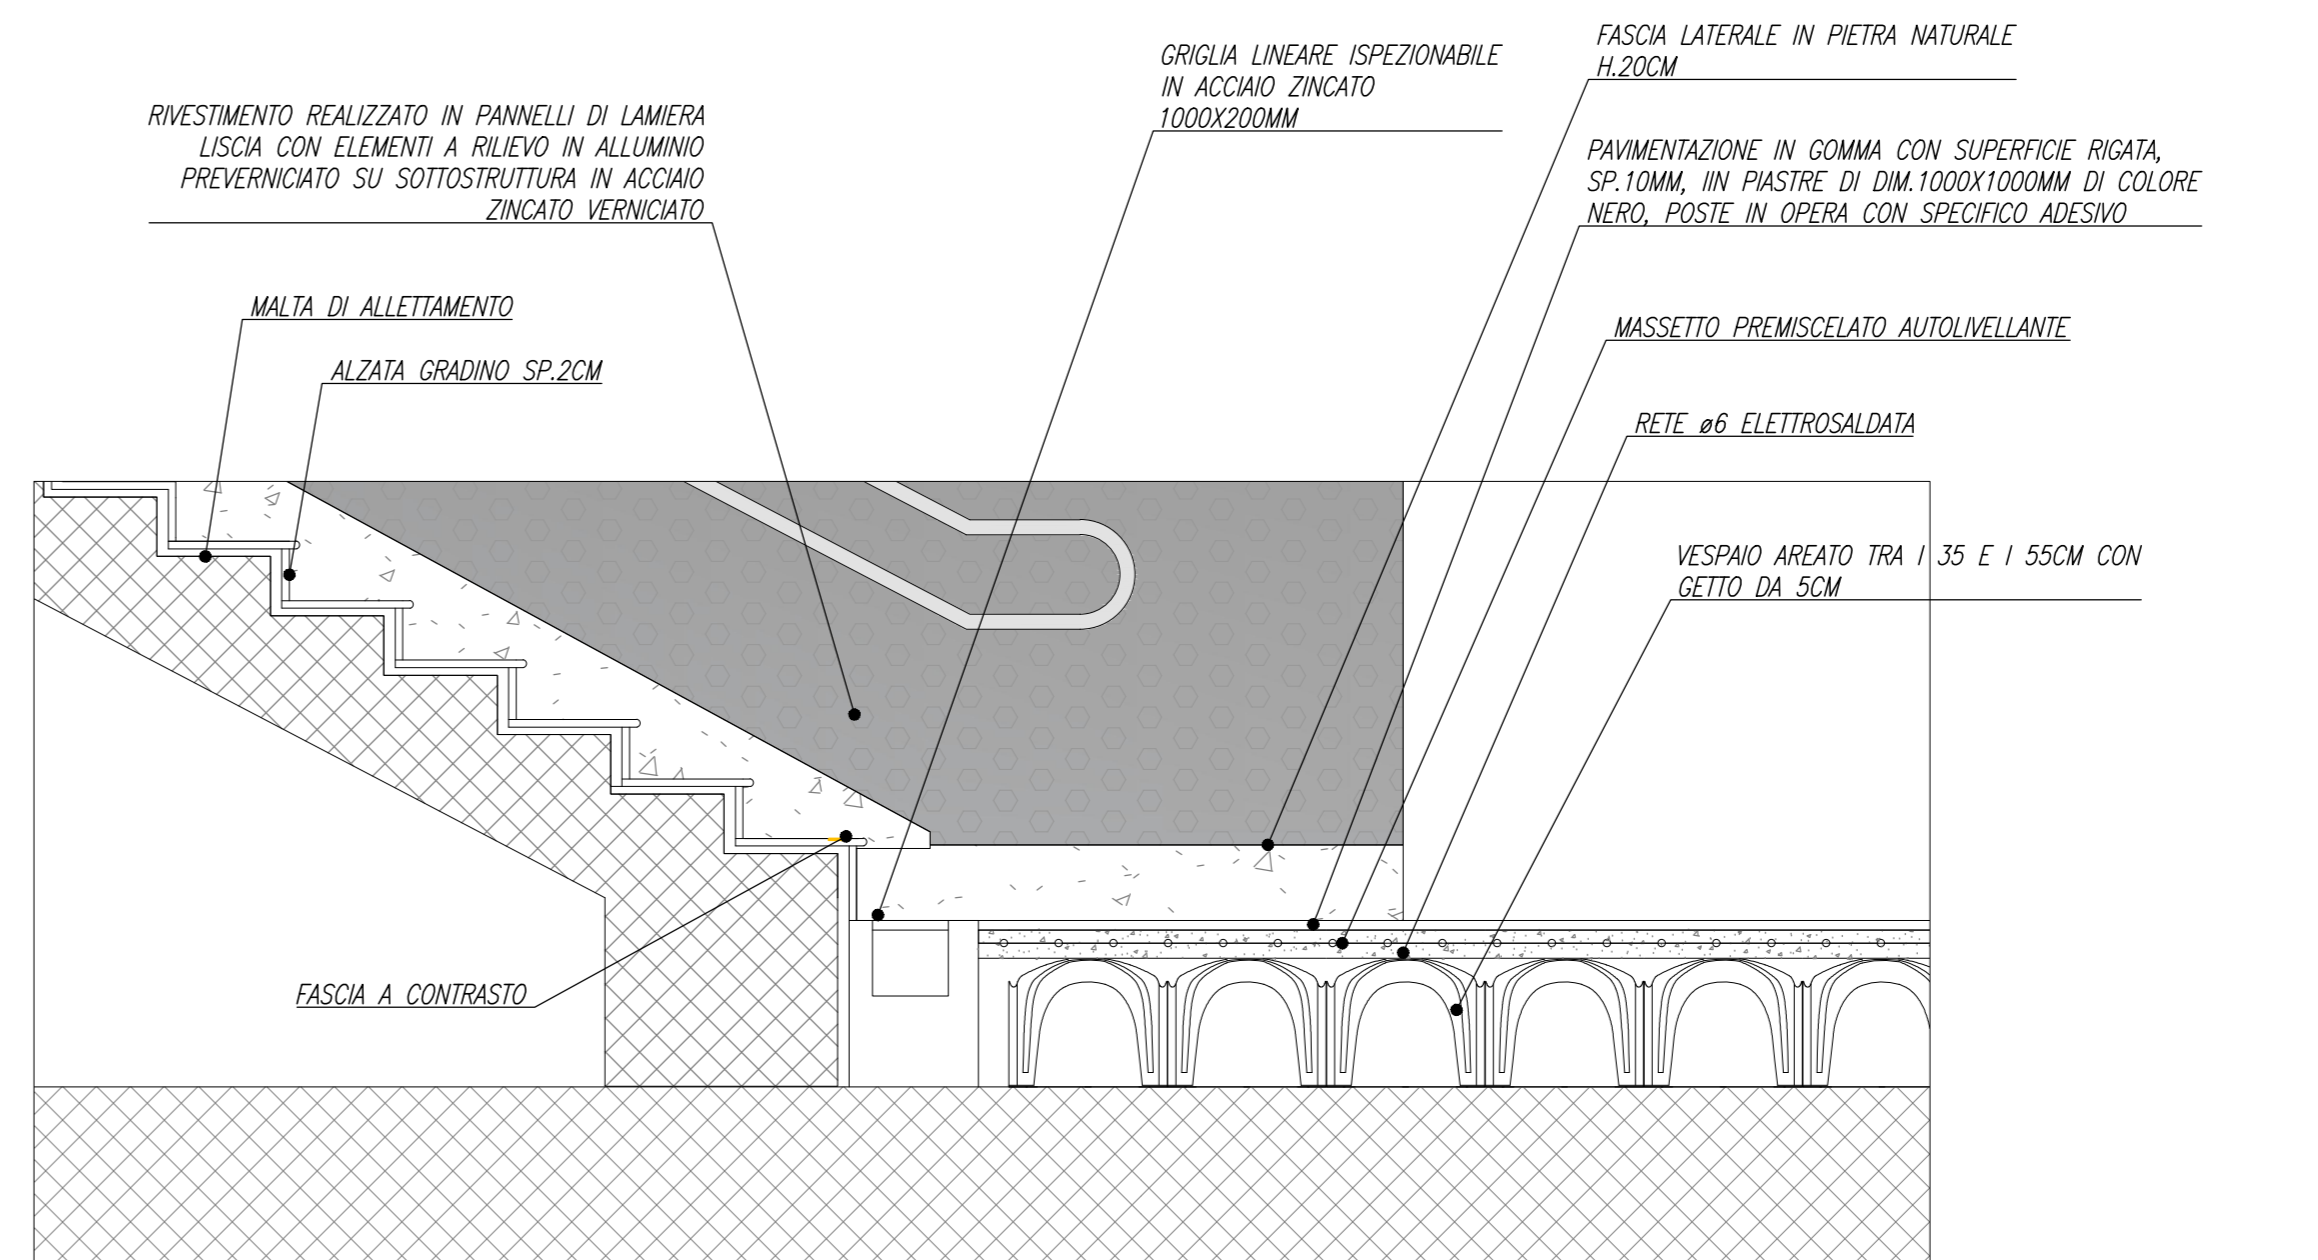 RIVESTIMENTO REALIZZATO IN PANNELLI DI LAMIERA
LISCIA CON ELEMENTI A RILIEVO IN ALLUMINIO
PREVERNICIATO SU SOTTOSTRUTTURA IN ACCIAIO
ZINCATO VERNICIATO
MALTA DI ALLETTAMENTO
ALZATA GRADINO SP.2CM
GRIGLIA LINEARE ISPEZIONABILE
IN ACCIAIO ZINCATO
1000X200MM
FASCIA LATERALE IN PIETRA NATURALE
H.20CM
PAVIMENTAZIONE IN GOMMA CON SUPERFICIE RIGATA,
SP.10MM, IIN PIASTRE DI DIM.1000X1000MM DI COLORE
NERO, POSTE IN OPERA CON SPECIFICO ADESIVO
MASSETTO PREMISCELATO AUTOLIVELLANTE
RETE ø6 ELETTROSALDATA
VESPAIO AREATO TRA I 35 E I 55CM CON
GETTO DA 5CM
FASCIA A CONTRASTO